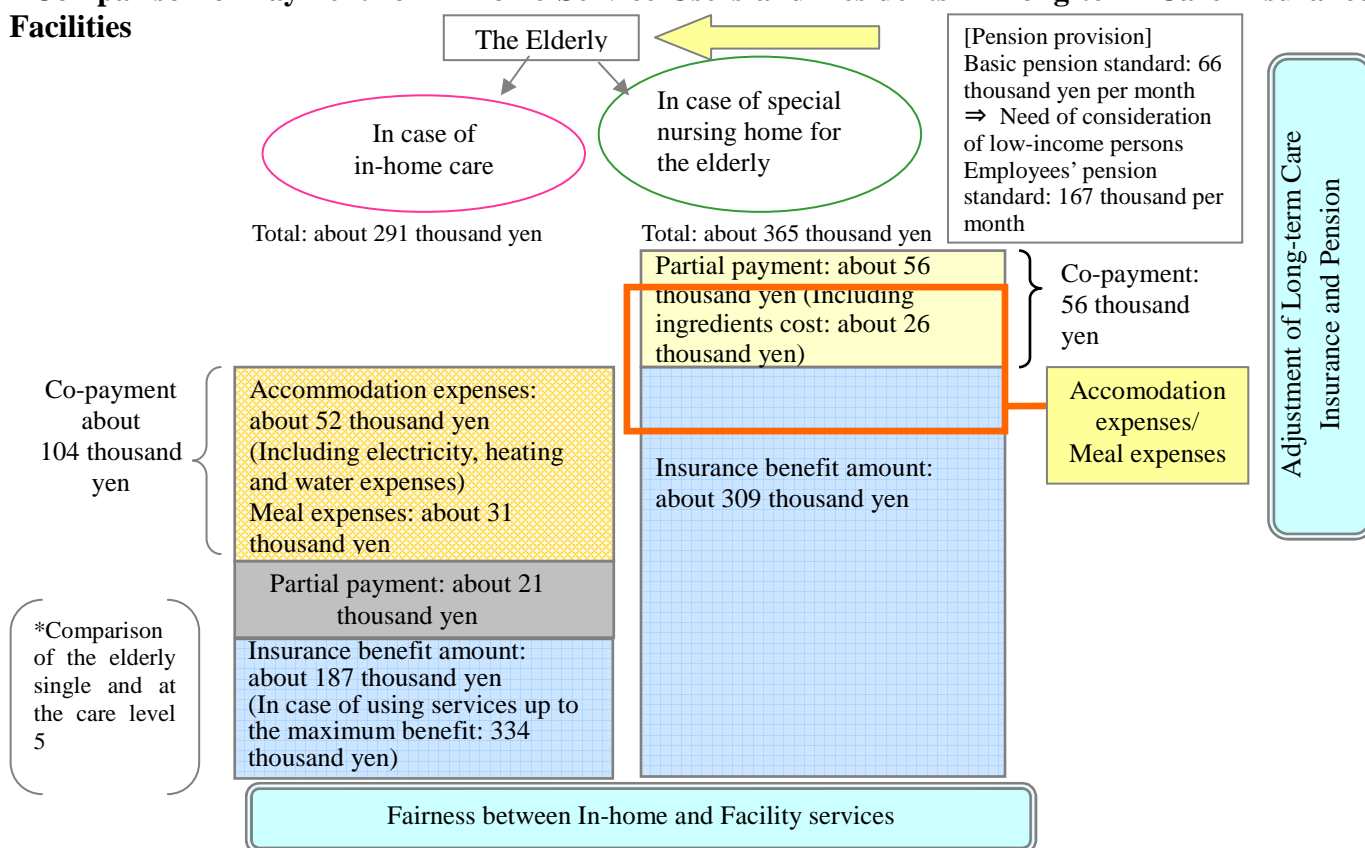 Facilities
The Elderly
[Pension provision]
Basic pension standard: 66
thousand yen per month
⇒ Need of consideration
of low-income persons
Employees' pension
standard: 167 thousand per
month
In case of
in-home care
In case of special
nursing home for
the elderly
Adjustment of Long-term Care
Insurance and Pension
Total: about 291 thousand yen
Total: about 365 thousand yen
Partial payment: about 56
thousand yen (Including
ingredients cost: about 26
thousand yen)
Co-payment:
56 thousand
yen
Co-payment
about
104 thousand
yen
Accommodation expenses:
about 52 thousand yen
(Including electricity, heating
and water expenses)
Meal expenses: about 31
thousand yen
Accomodation
expenses/
Meal expenses
Insurance benefit amount:
about 309 thousand yen
Partial payment: about 21
thousand yen
*Comparison
of the elderly
single and at
the care level
5
Insurance benefit amount:
about 187 thousand yen
(In case of using services up to
the maximum benefit: 334
thousand yen)
Fairness between In-home and Facility services